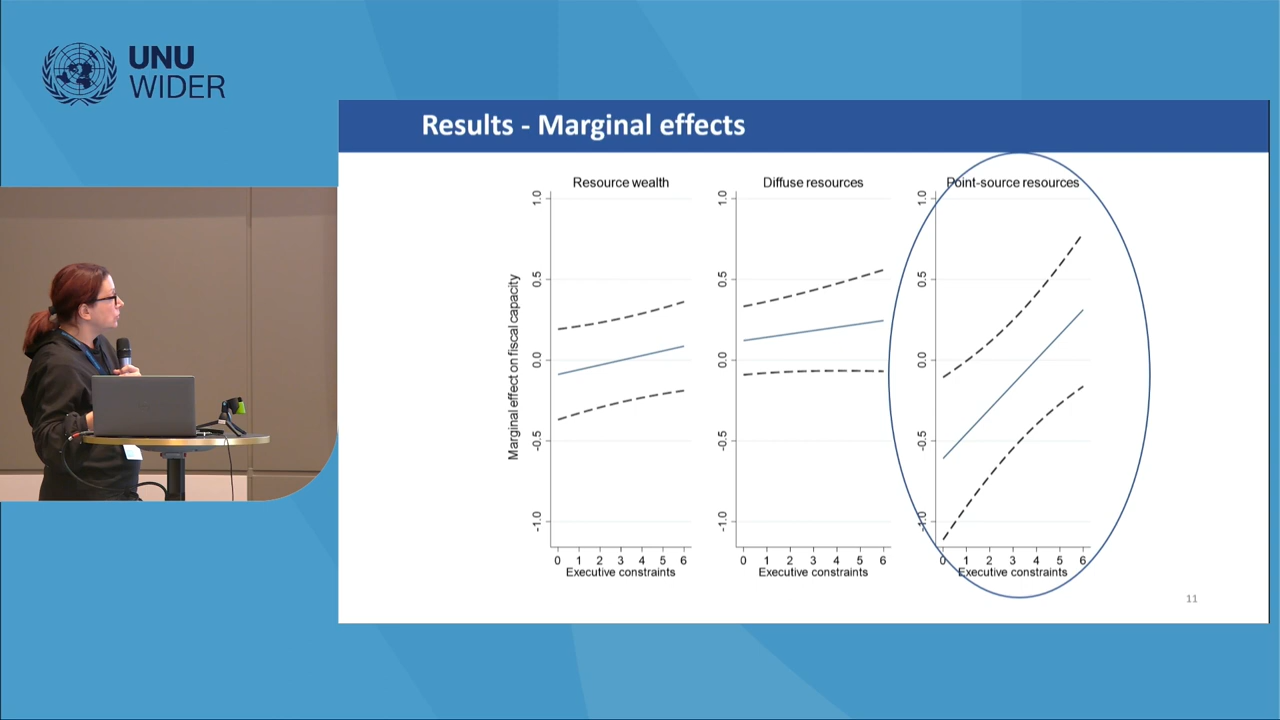 UNU
WIDER
Results - Marginal effects
Resource wealth
Diffuse resources
Point-source resources
Marginal effect on fiscal capacity
1.0
0.5
0.0
-0.5
-1.0
0 1 2 3 4 5 6
Executive constraints
1.0
0.5
0.0
-0.5
-1.0
0 1 2 3 4 5 6
Executive constraints
1.0
0.5
0.0
-0.5
-1.0
0 1 2 3 4 5 6
Executive constraints
11